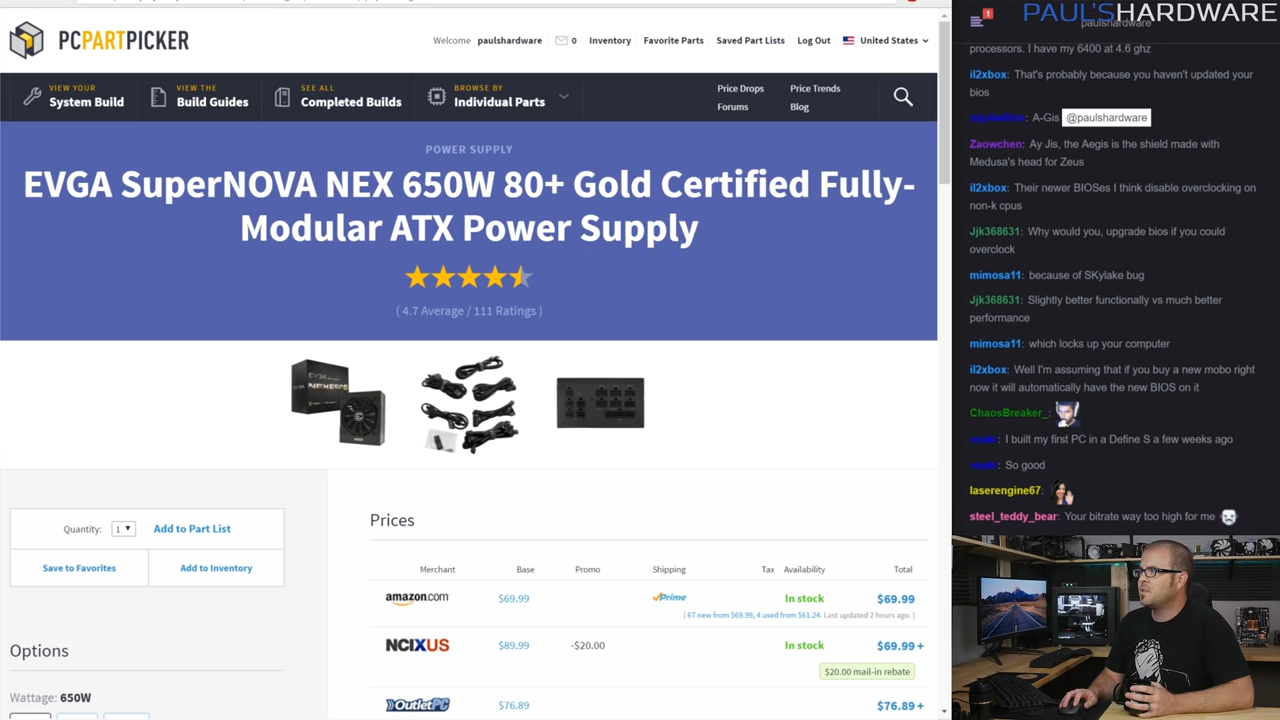 PCPARTPICKER
Welcome paulshardware 0 Inventory Favorite Parts Saved Part Lists Log Out United States
VIEW YOUR
System Build
VIEW THE
Build Guides
SEE ALL
Completed Builds
BROWSE BY
Individual Parts
Price Drops
Price Trends
Forums
Blog
POWER SUPPLY
EVGA SuperNOVA NEX 650W 80+ Gold Certified Fully-
Modular ATX Power Supply
( 4.7 Average / 111 Ratings )
Quantity: 1 Add to Part List
Save to Favorites Add to Inventory
Options
Wattage: 650W
Prices
Merchant Base Promo Shipping Tax Availability Total
amazon.com $69.99 Prime In stock $69.99
( 67 new from $69.99, 4 used from $61.24. Last updated 2 hours ago. )
NCIXUS $89.99 -$20.00 In stock $69.99 +
$20.00 mail-in rebate
OutletPC $76.89 $76.89 +
1
PAUL'SHARDWARE
paulshardware
processors. I have my 6400 at 4.6 ghz
il2xbox: That's probably because you haven't updated your
bios
A-Gis @paulshardware
Zaowchen: Ay Jis, the Aegis is the shield made with
Medusa's head for Zeus
il2xbox: Their newer BIOSes I think disable overclocking on
non-k cpus
Jjk368631: Why would you, upgrade bios if you could
overclock
mimosa11: because of SKylake bug
Jjk368631: Slightly better functionally vs much better
performance
mimosa11: which locks up your computer
il2xbox: Well I'm assuming that if you buy a new mobo right
now it will automatically have the new BIOS on it
ChaosBreaker_:
I built my first PC in a Define S a few weeks ago
So good
laserengine67:
steel_teddy_bear: Your bitrate way too high for me